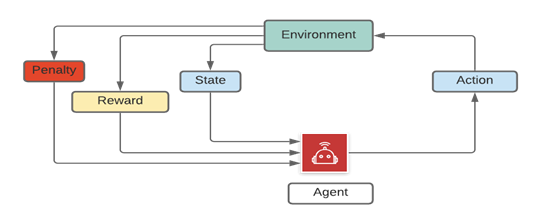 Environment
Penalty
State
Action
Reward
Agent